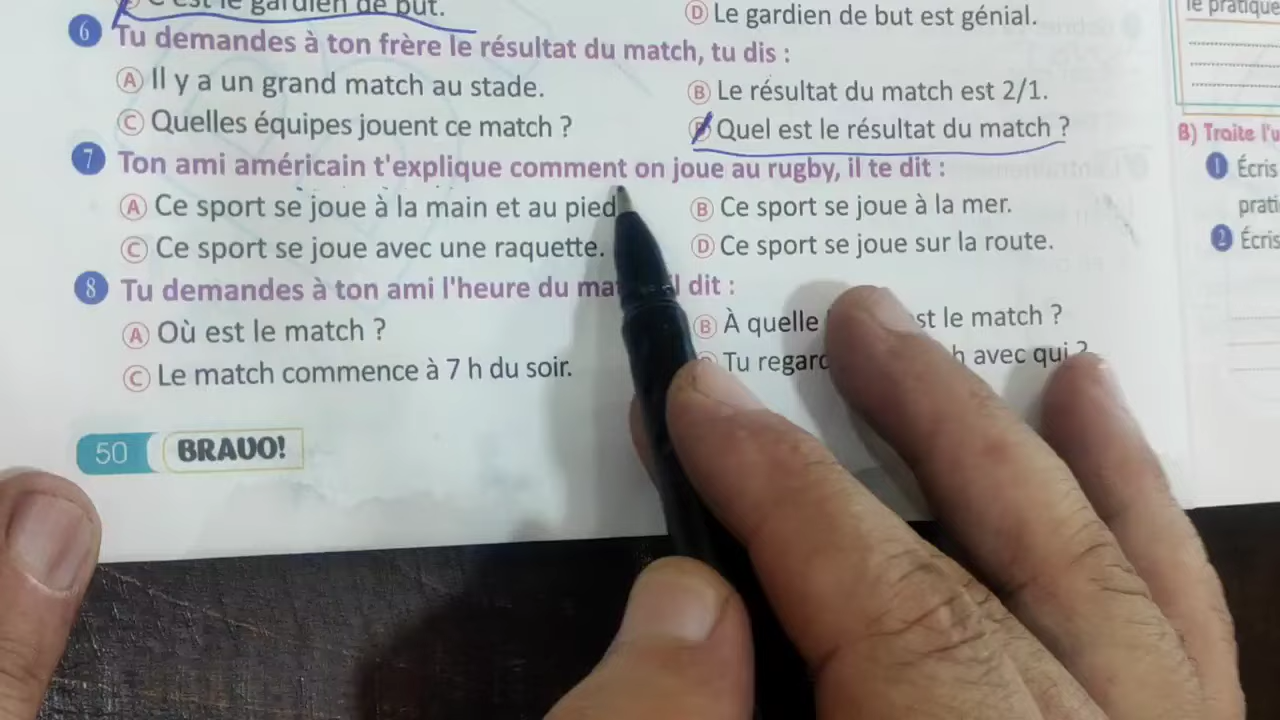 C'est le gardien de but.
D Le gardien de but est génial.
6 Tu demandes à ton frère le résultat du match, tu dis :
A Il y a un grand match au stade.
B Le résultat du match est 2/1.
C Quelles équipes jouent ce match ?
Quel est le résultat du match ?
7 Ton ami américain t'explique comment on joue au rugby, il te dit :
A Ce sport se joue à la main et au pied
B Ce sport se joue à la mer.
C Ce sport se joue avec une raquette.
D Ce sport se joue sur la route.
8 Tu demandes à ton ami l'heure du dit :
A Où est le match ?
B À quelle le match ?
C Le match commence à 7 h du soir.
Tu avec qui ?
50 BRAVO!
le pratique
B) Traite
1 Écris
2 Écris